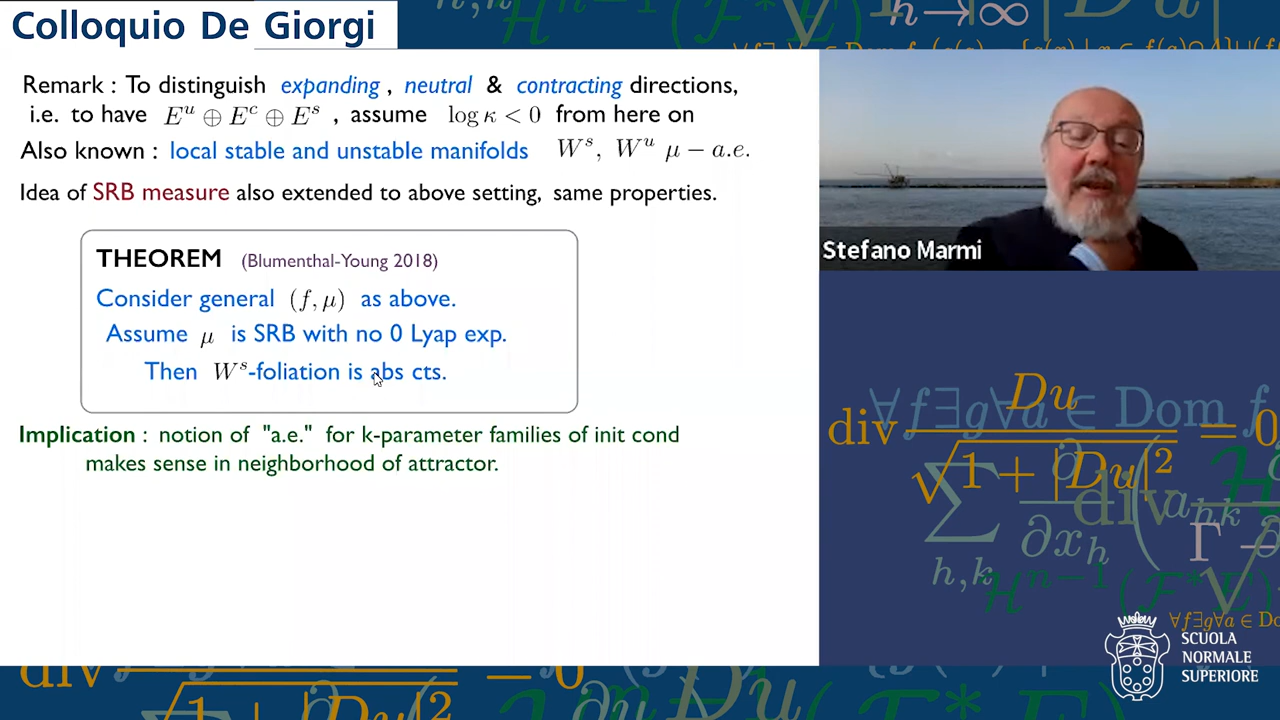 Colloquio De Giorgi
Remark : To distinguish expanding , neutral & contracting directions,
i.e. to have E^u ⊕ E^c ⊕ E^s , assume log κ < 0 from here on
Also known : local stable and unstable manifolds W^s, W^u μ − a.e.
Idea of SRB measure also extended to above setting, same properties.
THEOREM (Blumenthal-Young 2018)
Consider general (f, μ) as above.
Assume μ is SRB with no 0 Lyap exp.
Then W^s-foliation is abs cts.
Implication : notion of "a.e." for k-parameter families of init cond
makes sense in neighborhood of attractor.
Stefano Marmi
SCUOLA
NORMALE
SUPERIORE